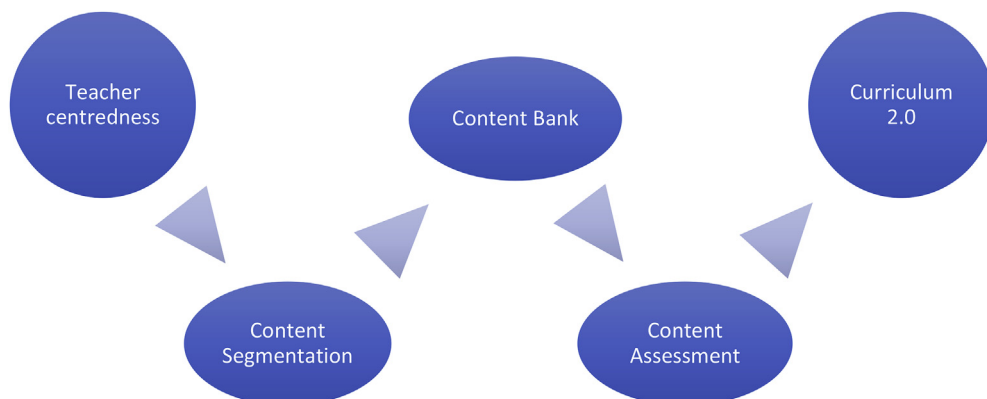 Teacher
centredness
Content
Segmentation
Content Bank
Content
Assessment
Curriculum
2.0